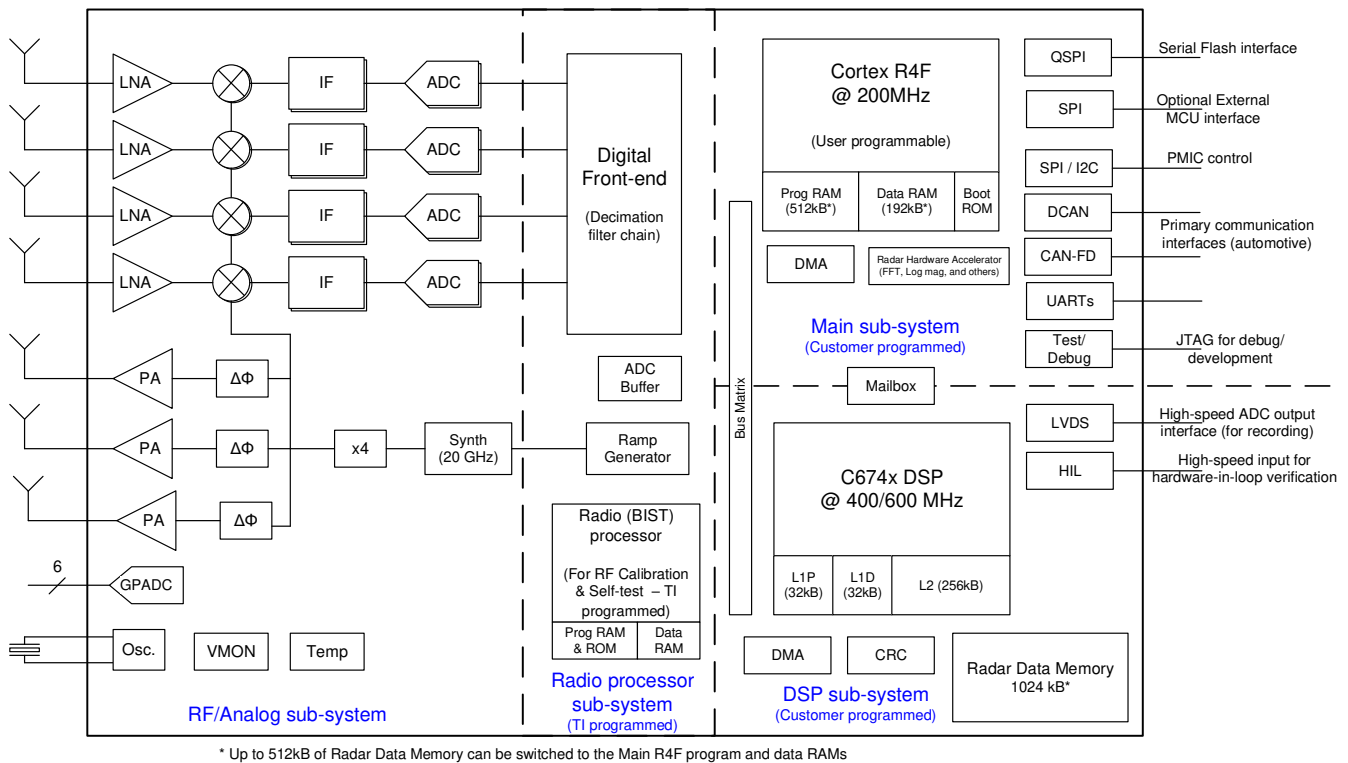 LNA
IF
ADC
LNA
IF
ADC
LNA
IF
ADC
LNA
IF
ADC
Digital
Front-end
(Decimation
filter chain)
PA
ΔΦ
PA
ΔΦ
PA
ΔΦ
x4
Synth
(20 GHz)
ADC
Buffer
Ramp
Generator
6
GPADC
Osc.
VMON
Temp
RF/Analog sub-system
Radio (BIST)
processor
(For RF Calibration
& Self-test – TI
programmed)
Prog RAM
& ROM
Data
RAM
Radio processor
sub-system
(TI programmed)
Bus Matrix
Cortex R4F
@ 200MHz
(User programmable)
Prog RAM
(512kB*)
Data RAM
(192kB*)
Boot
ROM
DMA
Radar Hardware Accelerator
(FFT, Log mag, and others)
Main sub-system
(Customer programmed)
Mailbox
QSPI
Serial Flash interface
SPI
Optional External
MCU interface
SPI / I2C
PMIC control
DCAN
Primary communication
interfaces (automotive)
CAN-FD
UARTs
Test/
Debug
JTAG for debug/
development
LVDS
High-speed ADC output
interface (for recording)
HIL
High-speed input for
hardware-in-loop verification
C674x DSP
@ 400/600 MHz
L1P
(32kB)
L1D
(32kB)
L2 (256kB)
DMA
CRC
DSP sub-system
(Customer programmed)
Radar Data Memory
1024 kB*
* Up to 512kB of Radar Data Memory can be switched to the Main R4F program and data RAMs